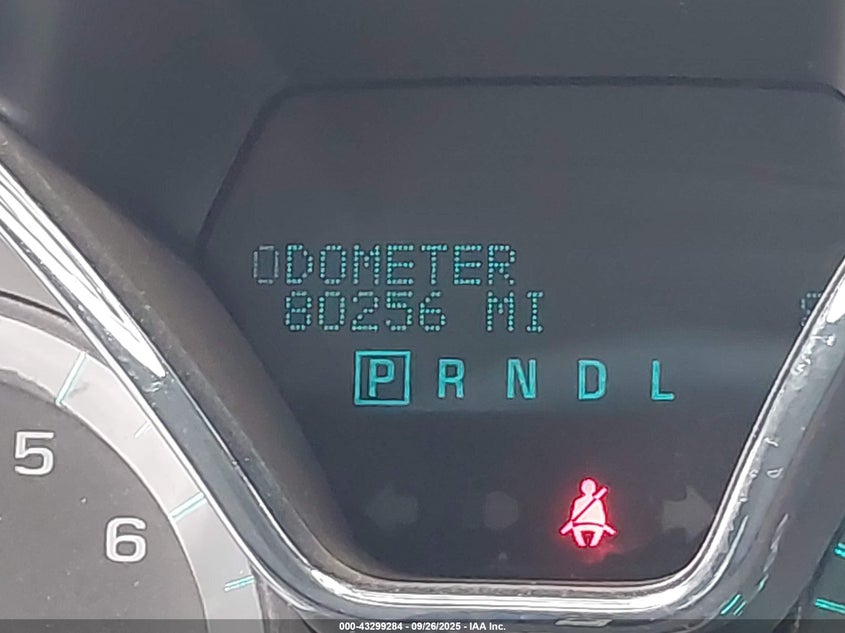 ODOMETER
80256 MI
P R N D L
5
6
000-43299284 - 09/26/2025 - IAA Inc.